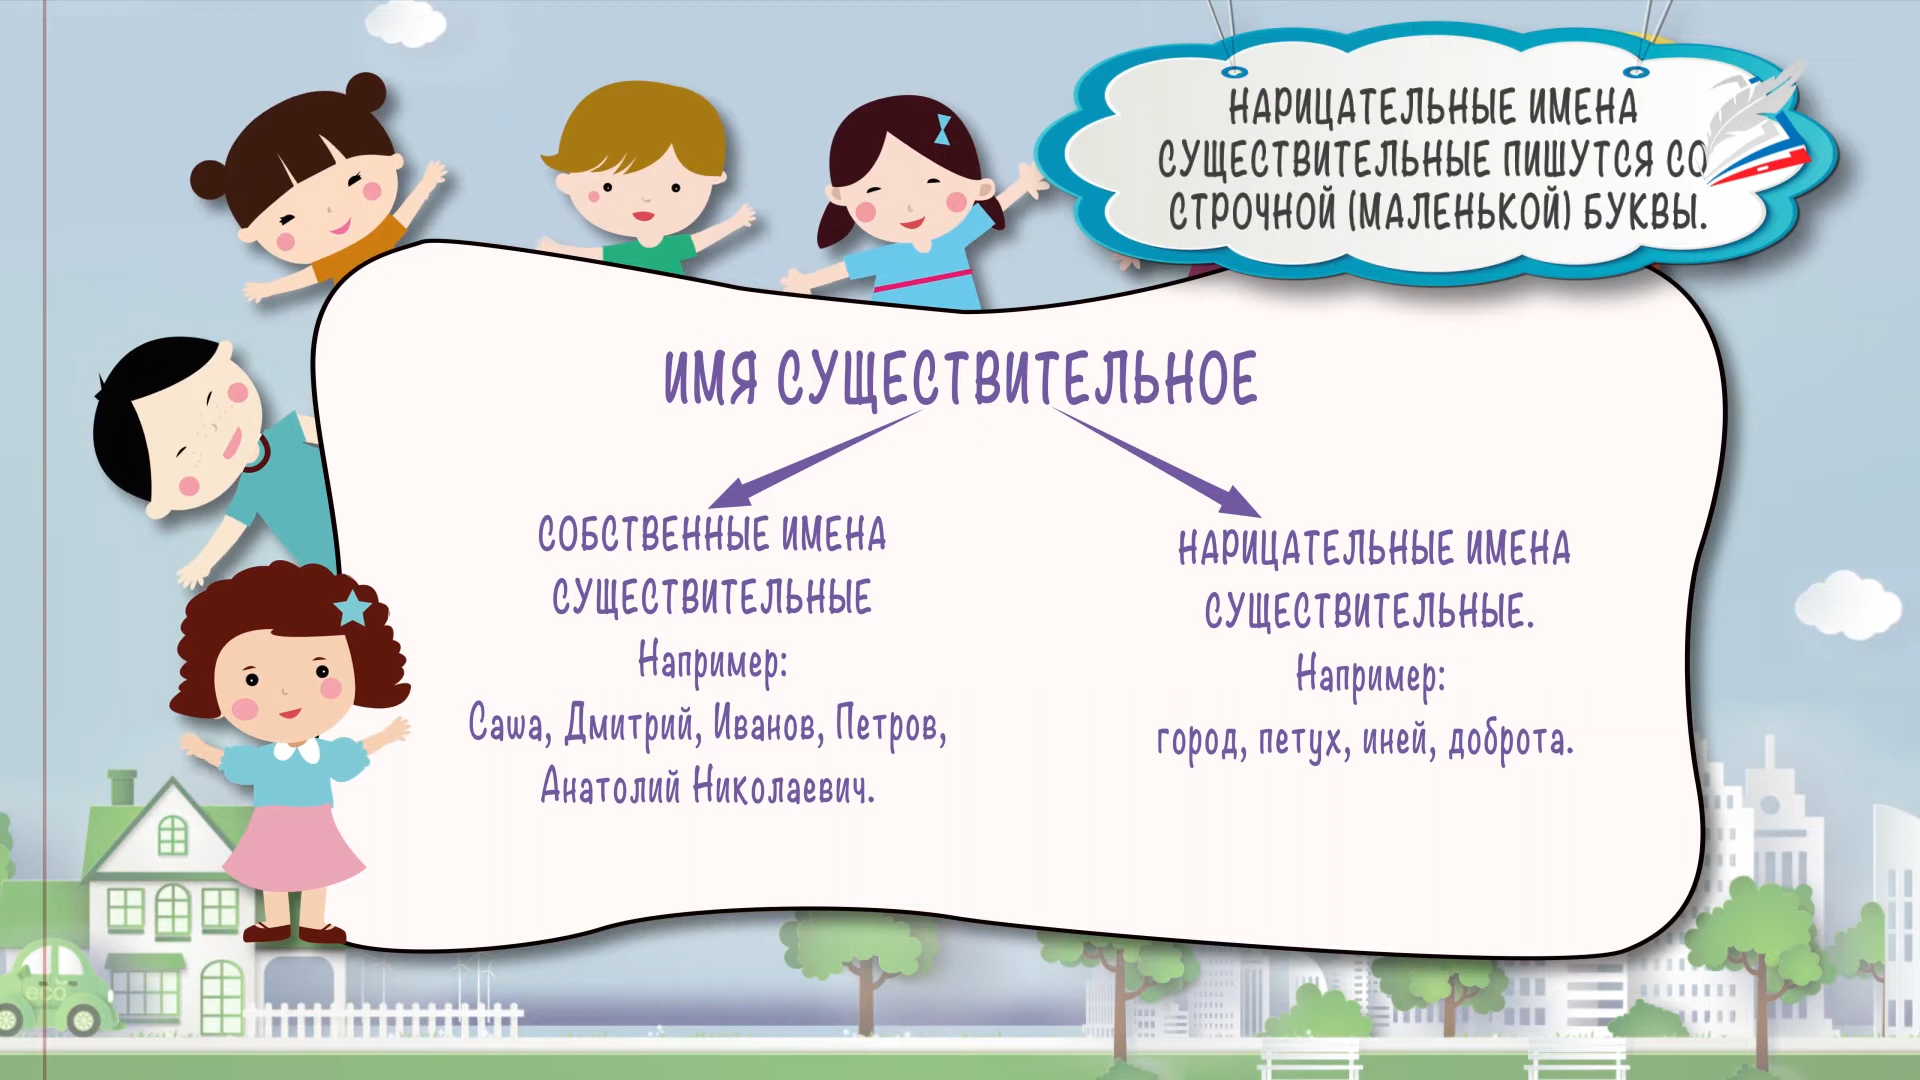 НАРИЦАТЕЛЬНЫЕ ИМЕНА
СУЩЕСТВИТЕЛЬНЫЕ ПИШУТСЯ СО
СТРОЧНОЙ (МАЛЕНЬКОЙ) БУКВЫ.
ИМЯ СУЩЕСТВИТЕЛЬНОЕ
СОБСТВЕННЫЕ ИМЕНА
СУЩЕСТВИТЕЛЬНЫЕ
Например:
Саша, Дмитрий, Иванов, Петров,
Анатолий Николаевич.
НАРИЦАТЕЛЬНЫЕ ИМЕНА
СУЩЕСТВИТЕЛЬНЫЕ.
Например:
город, петух, иней, доброта.
eco